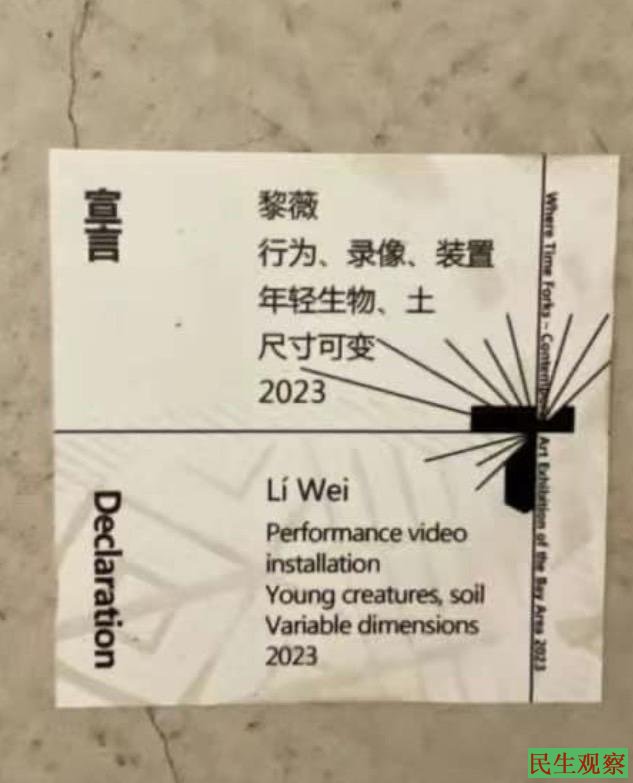 宣言
黎薇
行为、录像、装置
年轻生物、土
尺寸可变
2023
Declaration
Lí Wei
Performance video
installation
Young creatures, soil
Variable dimensions
2023
Where Time Forks – Contemporary Art Exhibition of the Bay Area 2023
民生观察